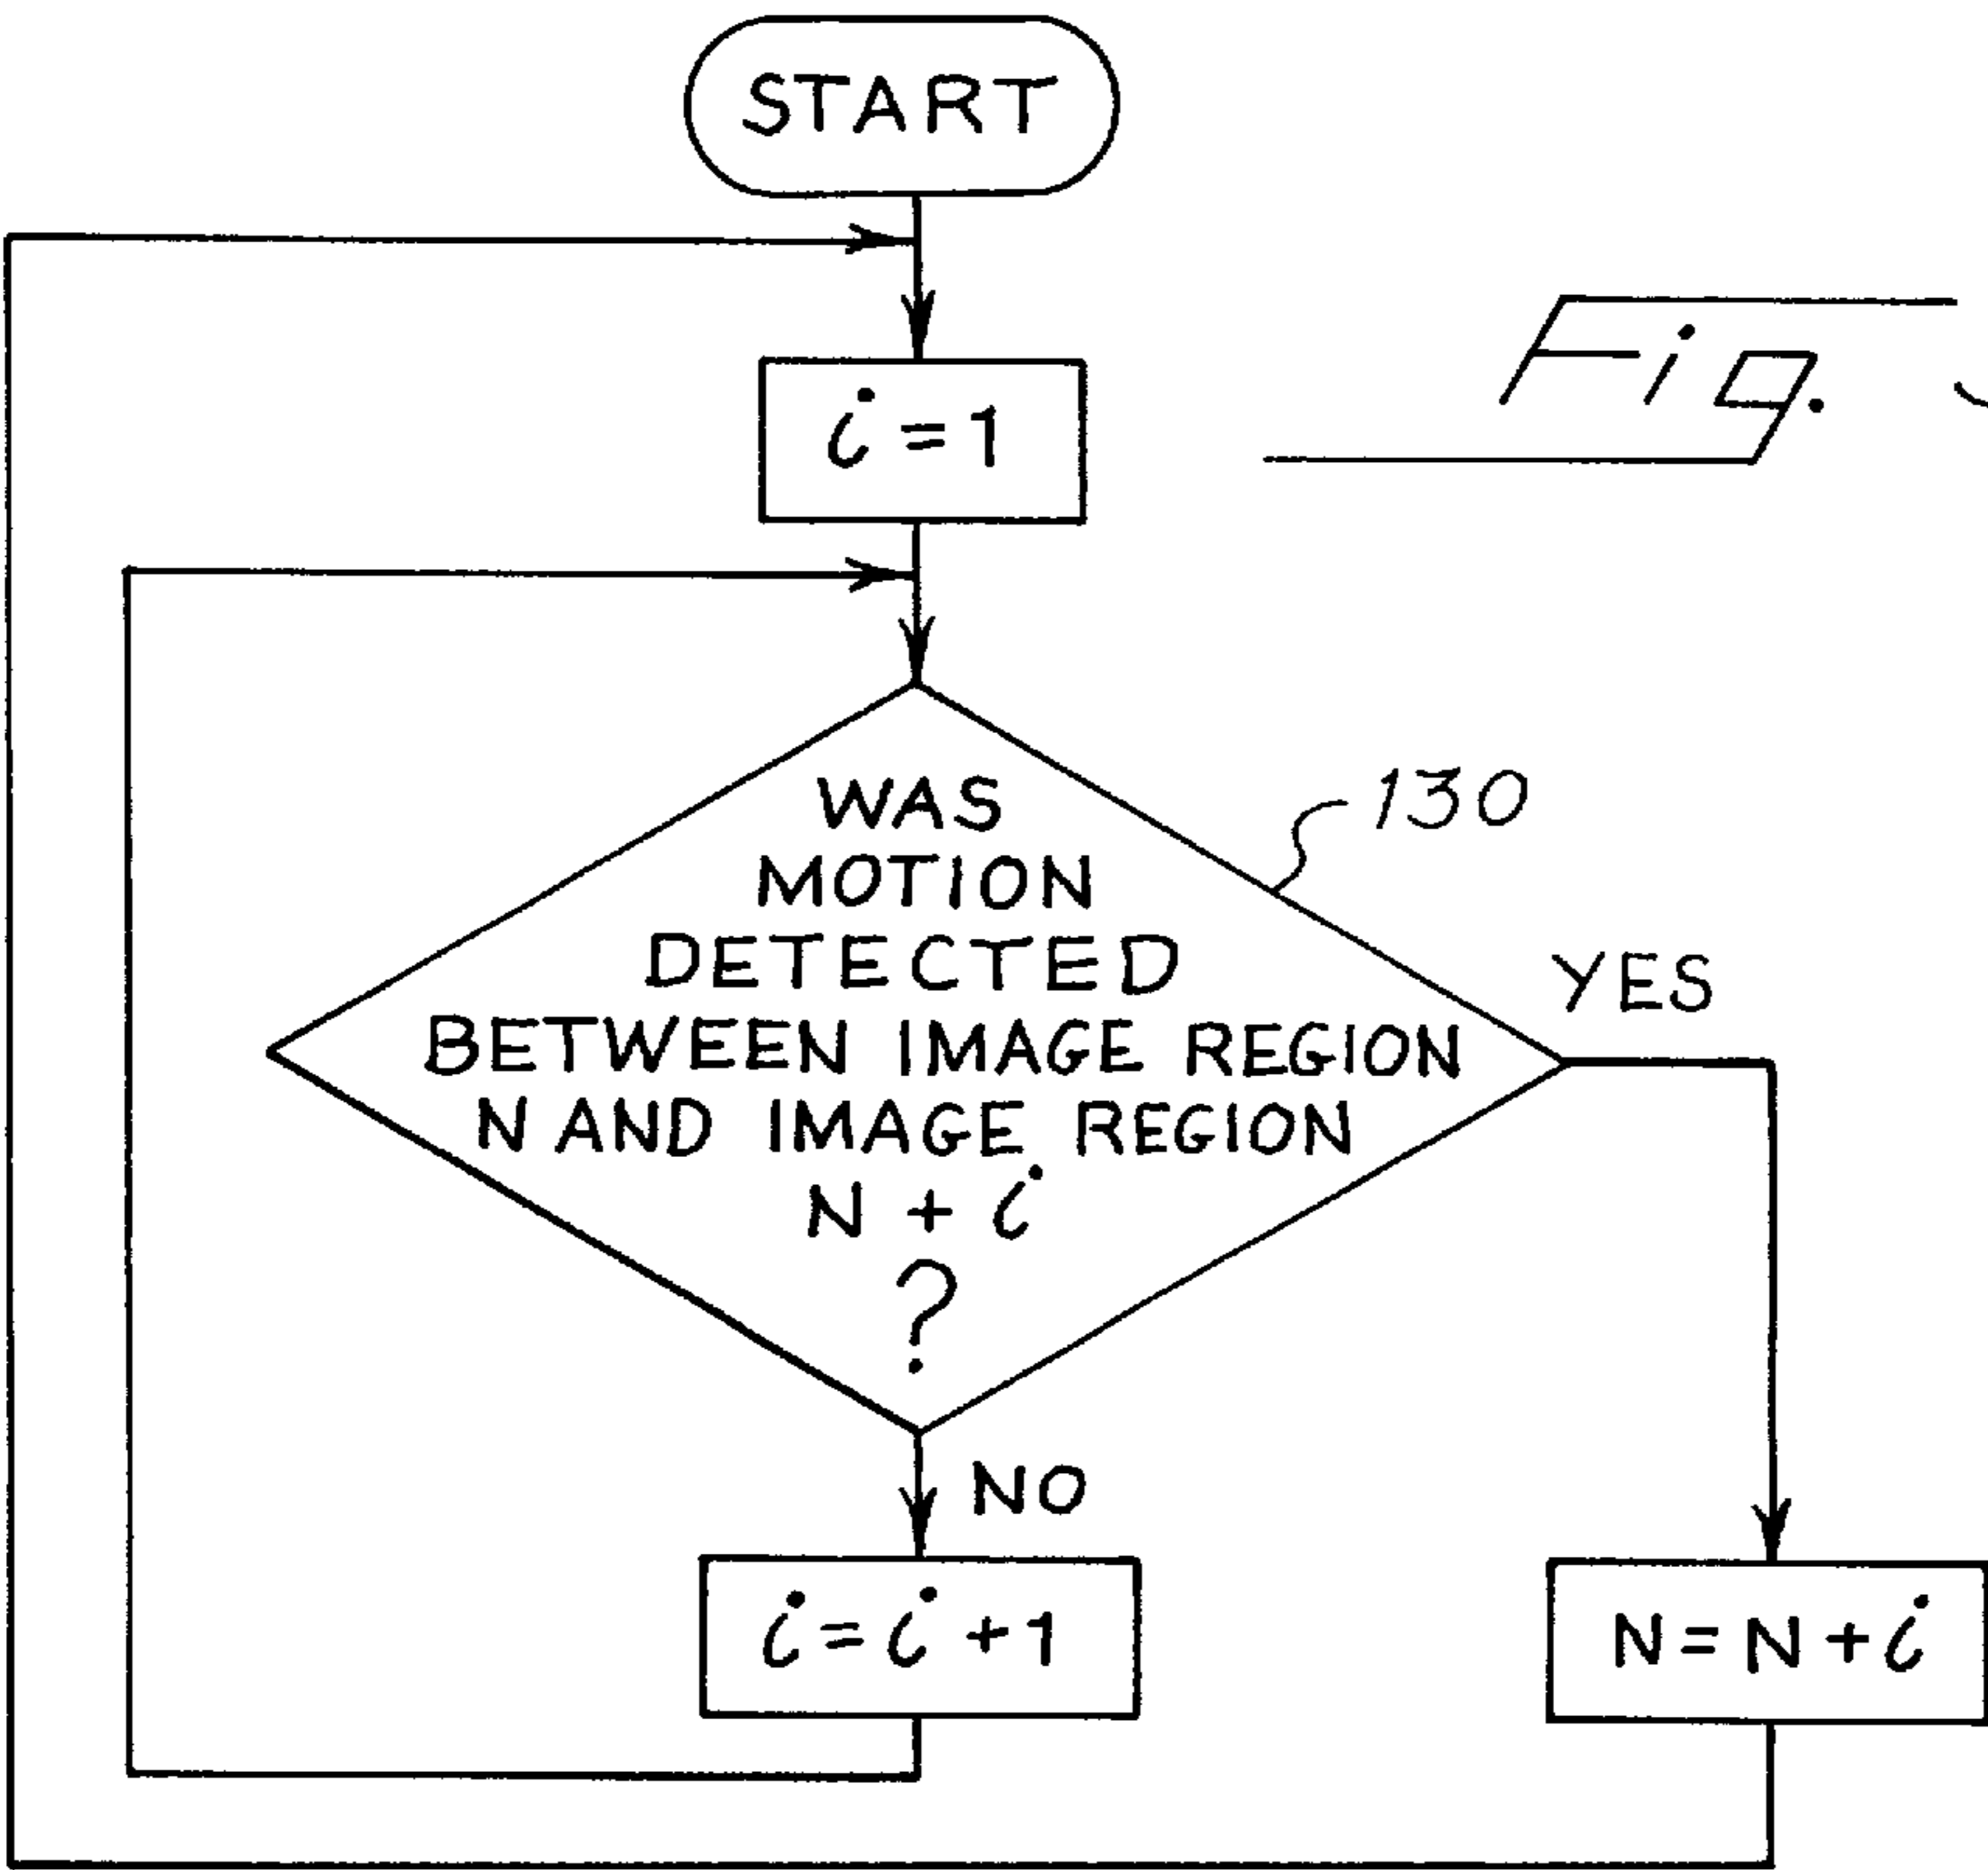 START
Fig.
i = 1
130
WAS
MOTION
DETECTED
BETWEEN IMAGE REGION
N AND IMAGE REGION
N + i
?
YES
NO
i = i + 1
N = N + i